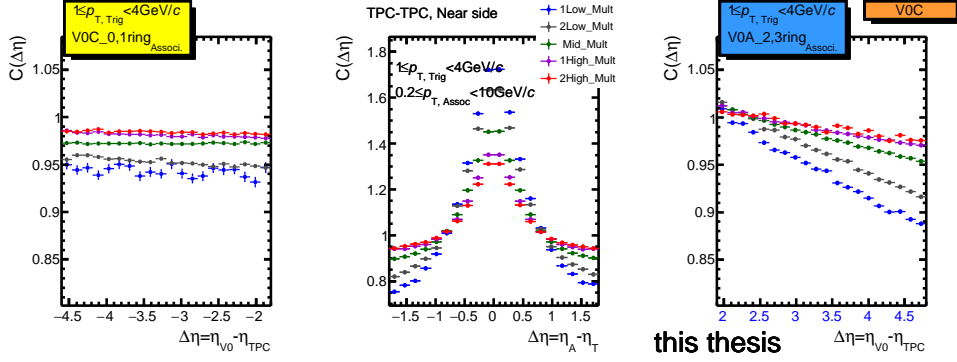 1≤p_T, Trig <4GeV/c
V0C_0,1ring_Associ.
C(Δη)
1.05
1
0.95
0.9
0.85
−4.5 −4 −3.5 −3 −2.5 −2
Δη=η_V0-η_TPC
TPC-TPC, Near side
1≤p_T, Trig <4GeV/c
0.2≤p_T, Assoc <10GeV/c
1Low_Mult
2Low_Mult
Mid_Mult
1High_Mult
2High_Mult
C(Δη)
1.8
1.6
1.4
1.2
1
0.8
−1.5 −1 −0.5 0 0.5 1 1.5
Δη=η_A-η_T
1≤p_T, Trig <4GeV/c
V0A_2,3ring_Associ.
V0C
C(Δη)
1.05
1
0.95
0.9
0.85
2 2.5 3 3.5 4 4.5
Δη=η_V0-η_TPC
this thesis